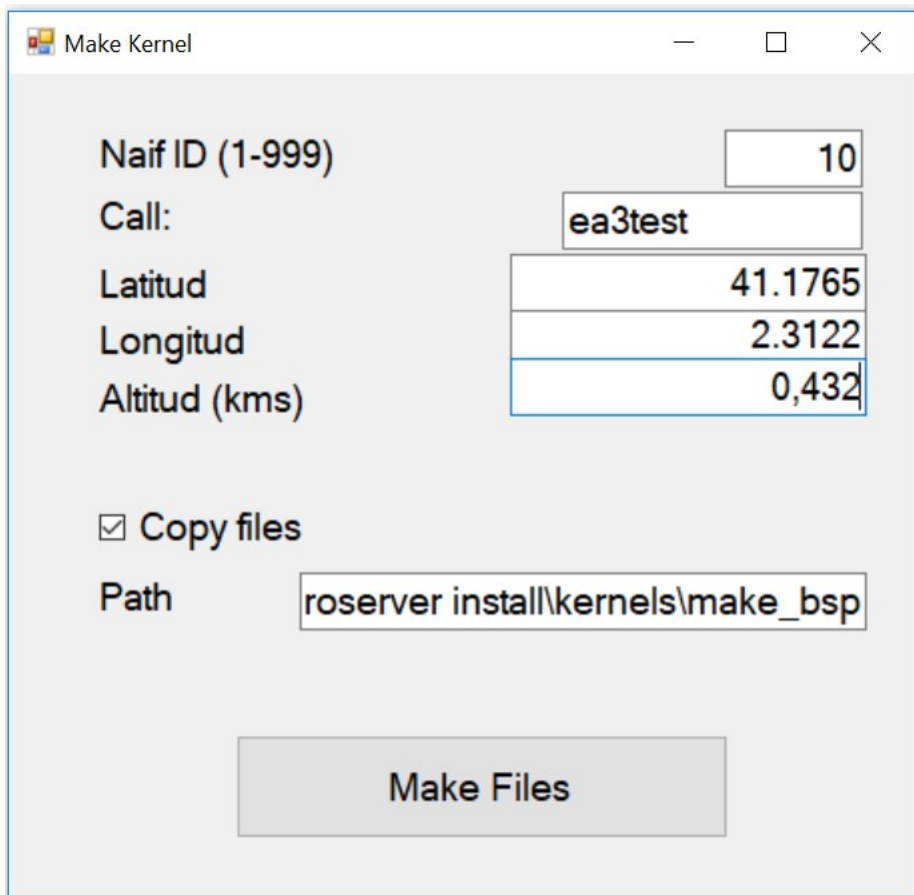 Make Kernel
Naif ID (1-999) 10
Call: ea3test
Latitud 41.1765
Longitud 2.3122
Altitud (kms) 0,432
Copy files
Path roserver install\kernels\make_bsp
Make Files